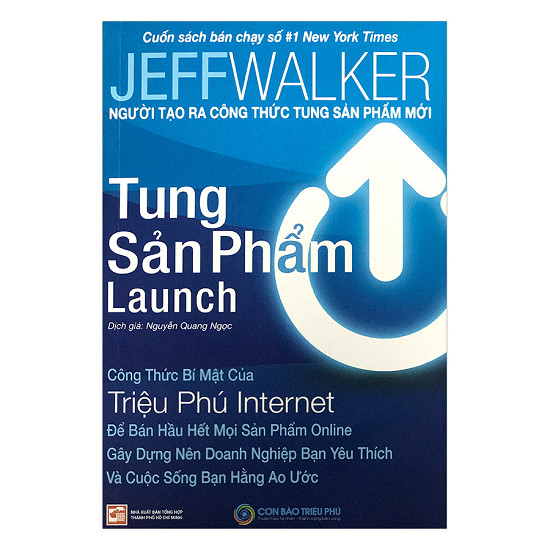 Cuốn sách bán chạy số #1 New York Times
JEFFWALKER
NGƯỜI TẠO RA CÔNG THỨC TUNG SẢN PHẨM MỚI
Tung
Sản Phẩm
Launch
Dịch giả: Nguyễn Quang Ngọc
Công Thức Bí Mật Của
Triệu Phú Internet
Để Bán Hầu Hết Mọi Sản Phẩm Online
Gây Dựng Nên Doanh Nghiệp Bạn Yêu Thích
Và Cuộc Sống Bạn Hằng Ao Ước
NHÀ XUẤT BẢN TỔNG HỢP
THÀNH PHỐ HỒ CHÍ MINH
CON BÁO TRIỆU PHÚ